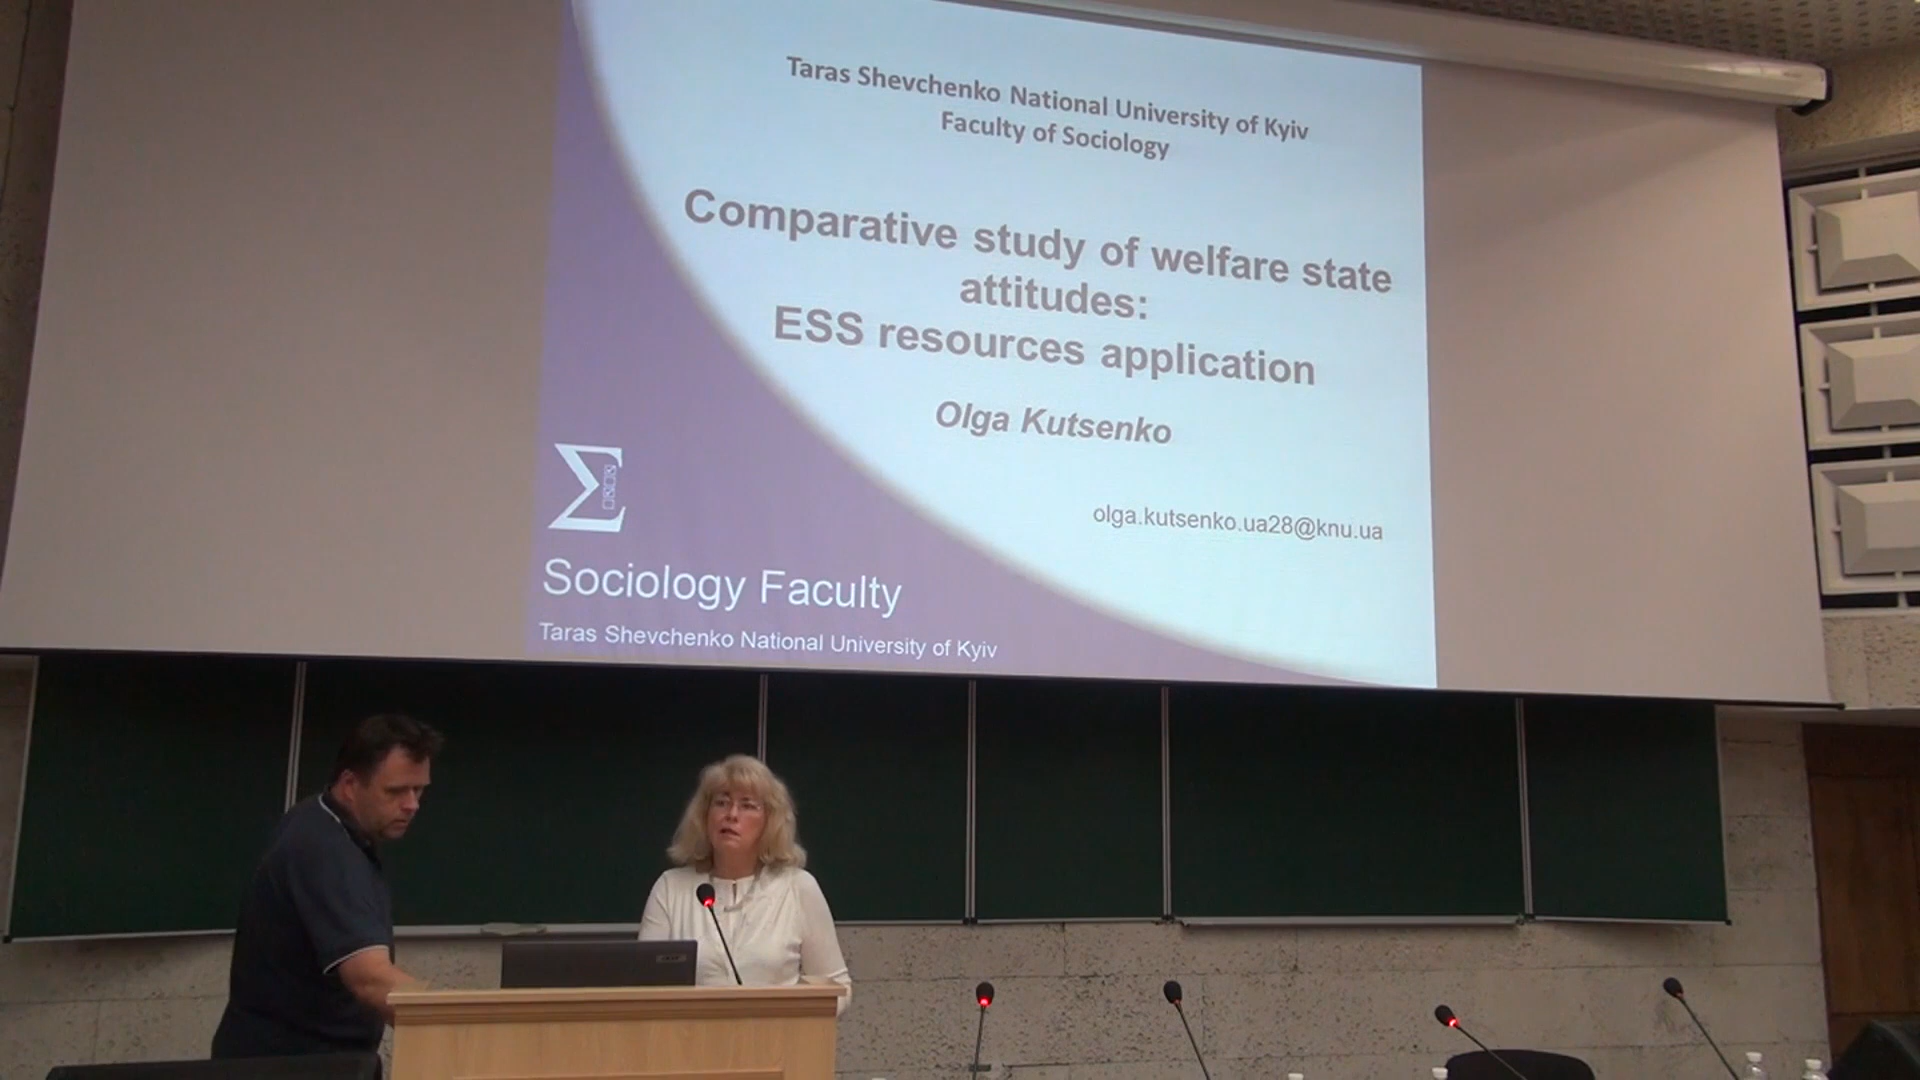 Taras Shevchenko National University of Kyiv
Faculty of Sociology
Comparative study of welfare state
attitudes:
ESS resources application
Olga Kutsenko
olga.kutsenko.ua28@knu.ua
Sociology Faculty
Taras Shevchenko National University of Kyiv